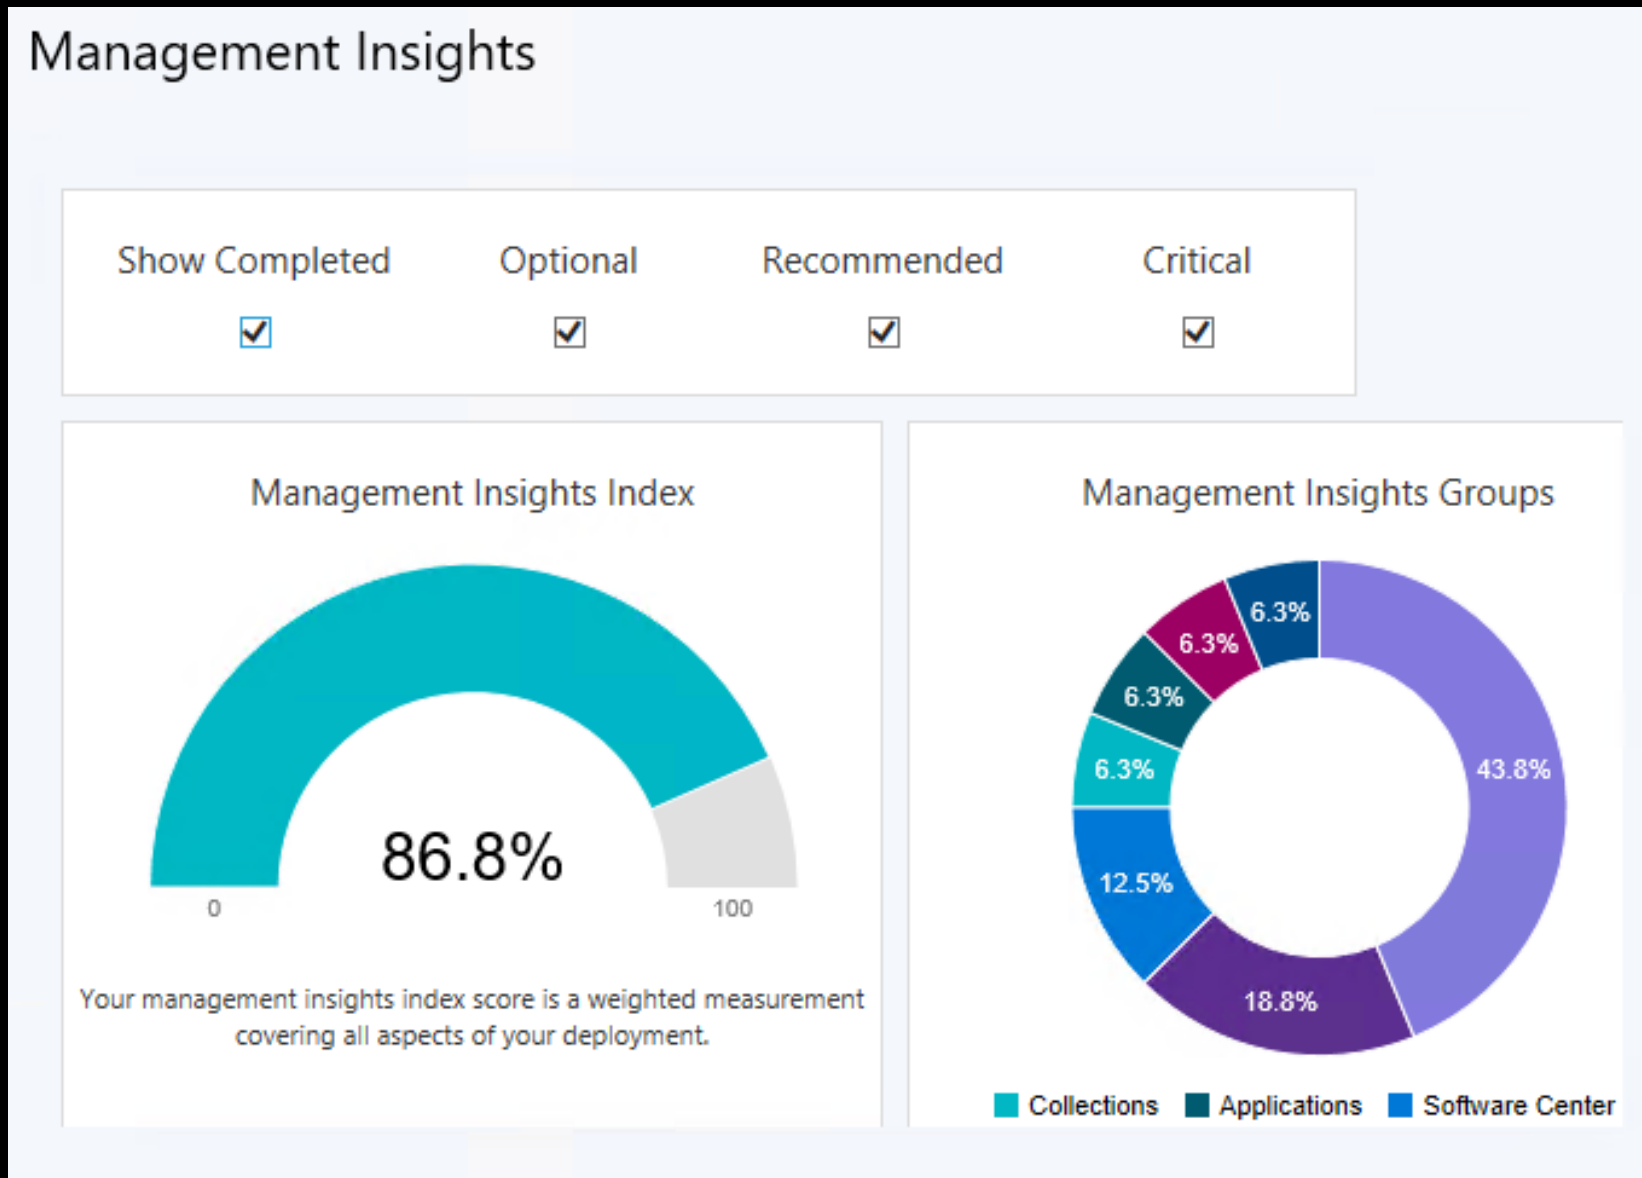 Management Insights
Show Completed Optional Recommended Critical
Management Insights Index
86.8%
0 100
Your management insights index score is a weighted measurement
covering all aspects of your deployment.
Management Insights Groups
6.3%
6.3%
6.3%
6.3%
43.8%
12.5%
18.8%
Collections Applications Software Center